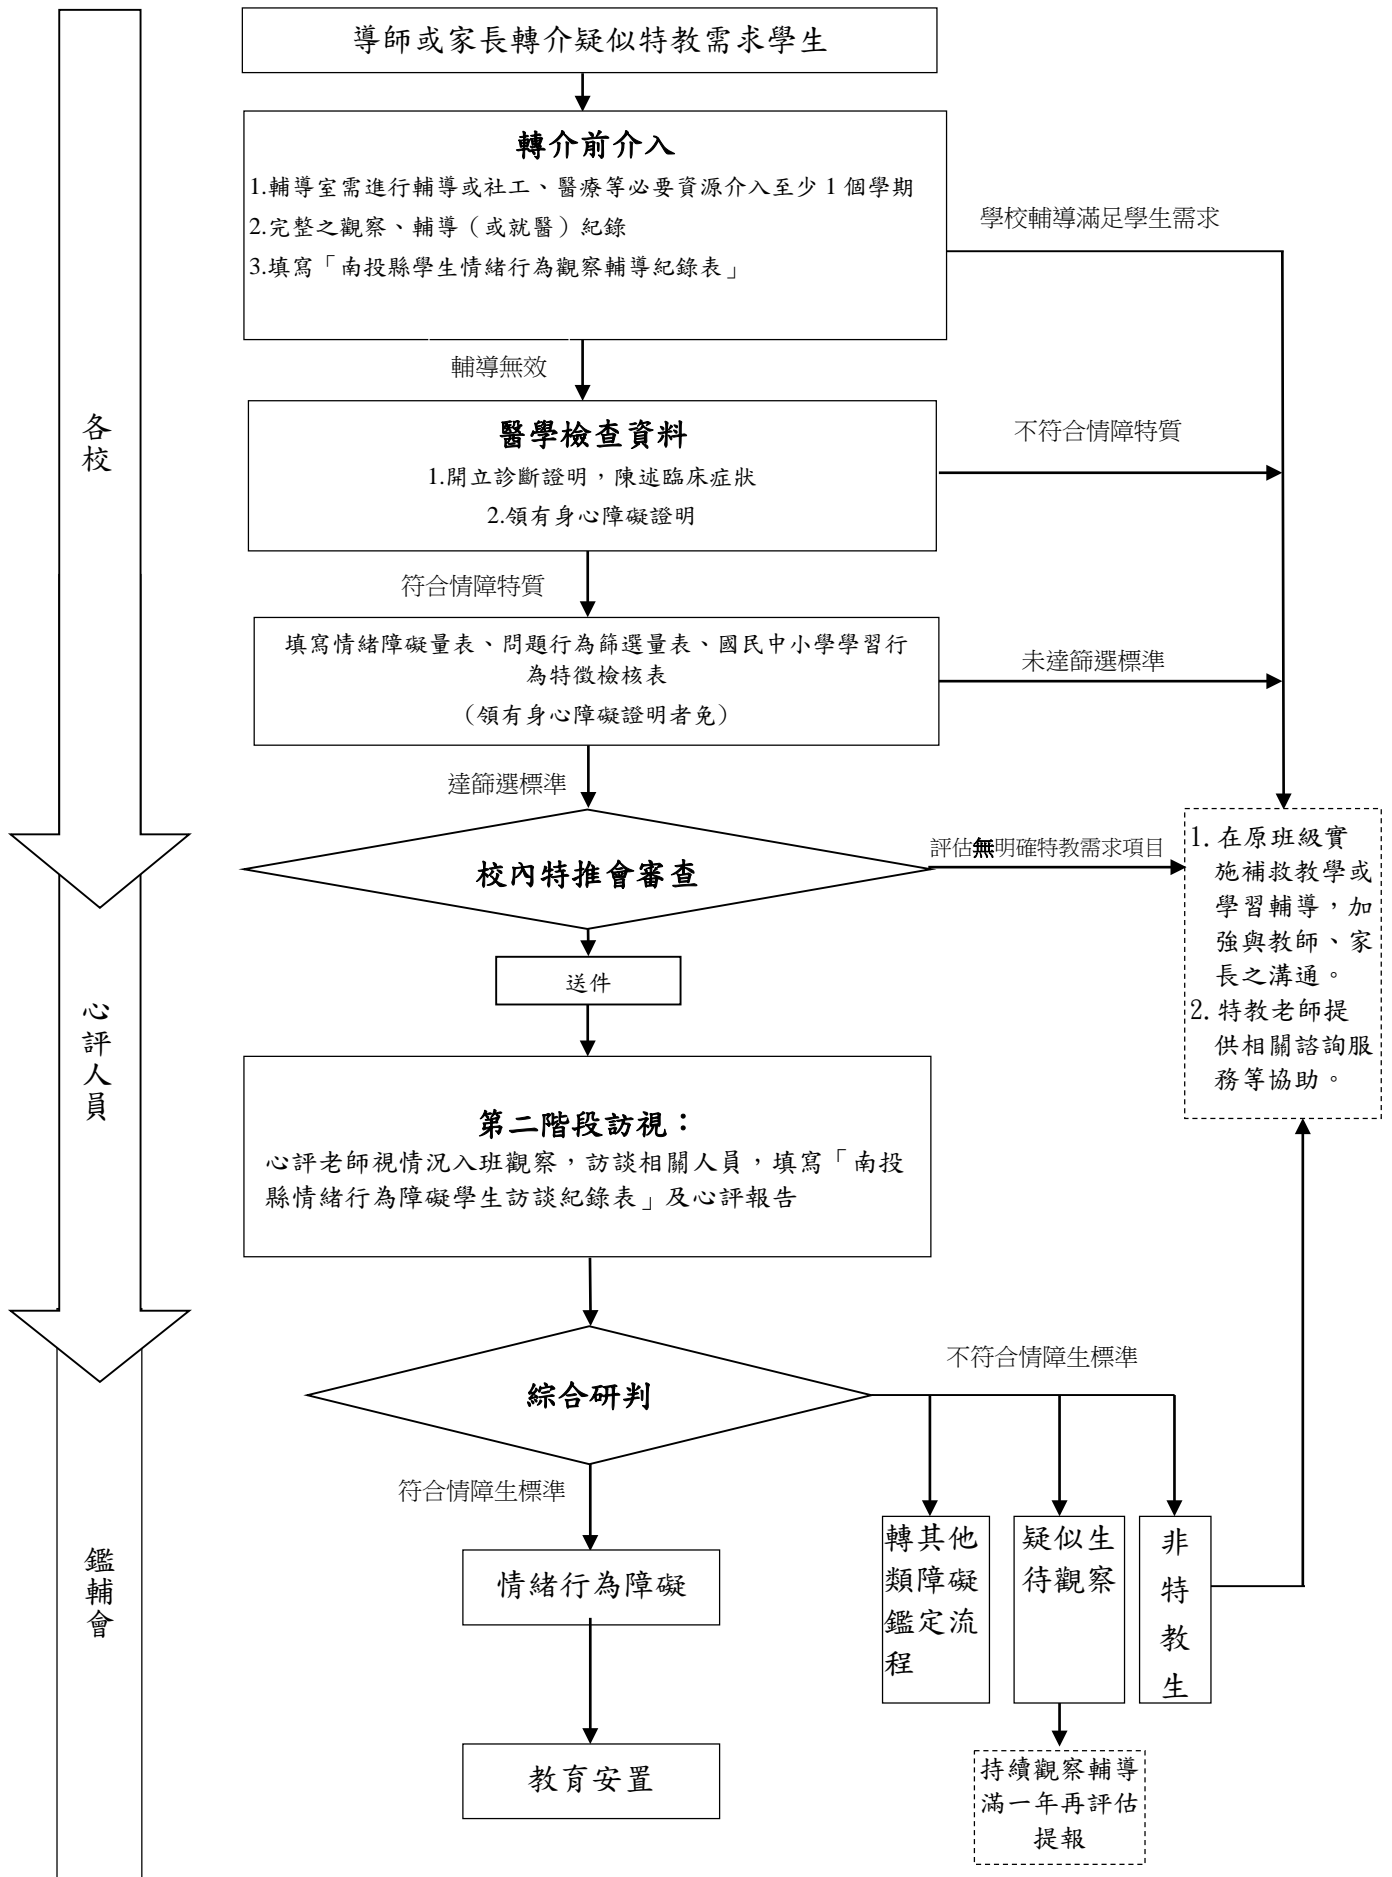 導師或家長轉介疑似特教需求學生
轉介前介入
1.輔導室需進行輔導或社工、醫療等必要資源介入至少 1 個學期
2.完整之觀察、輔導（或就醫）紀錄
3.填寫「南投縣學生情緒行為觀察輔導紀錄表」
學校輔導滿足學生需求
輔導無效
各校
醫學檢查資料
1.開立診斷證明，陳述臨床症狀
2.領有身心障礙證明
不符合情障特質
符合情障特質
填寫情緒障礙量表、問題行為篩選量表、國民中小學學習行
為特徵檢核表
（領有身心障礙證明者免）
未達篩選標準
達篩選標準
校內特推會審查
評估無明確特教需求項目
1. 在原班級實
施補救教學或
學習輔導，加
強與教師、家
長之溝通。
2. 特教老師提
供相關諮詢服
務等協助。
送件
心評人員
第二階段訪視：
心評老師視情況入班觀察，訪談相關人員，填寫「南投
縣情緒行為障礙學生訪談紀錄表」及心評報告
綜合研判
不符合情障生標準
符合情障生標準
鑑輔會
情緒行為障礙
轉其他
類障礙
鑑定流
程
疑似生
待觀察
非
特
教
生
教育安置
持續觀察輔導
滿一年再評估
提報